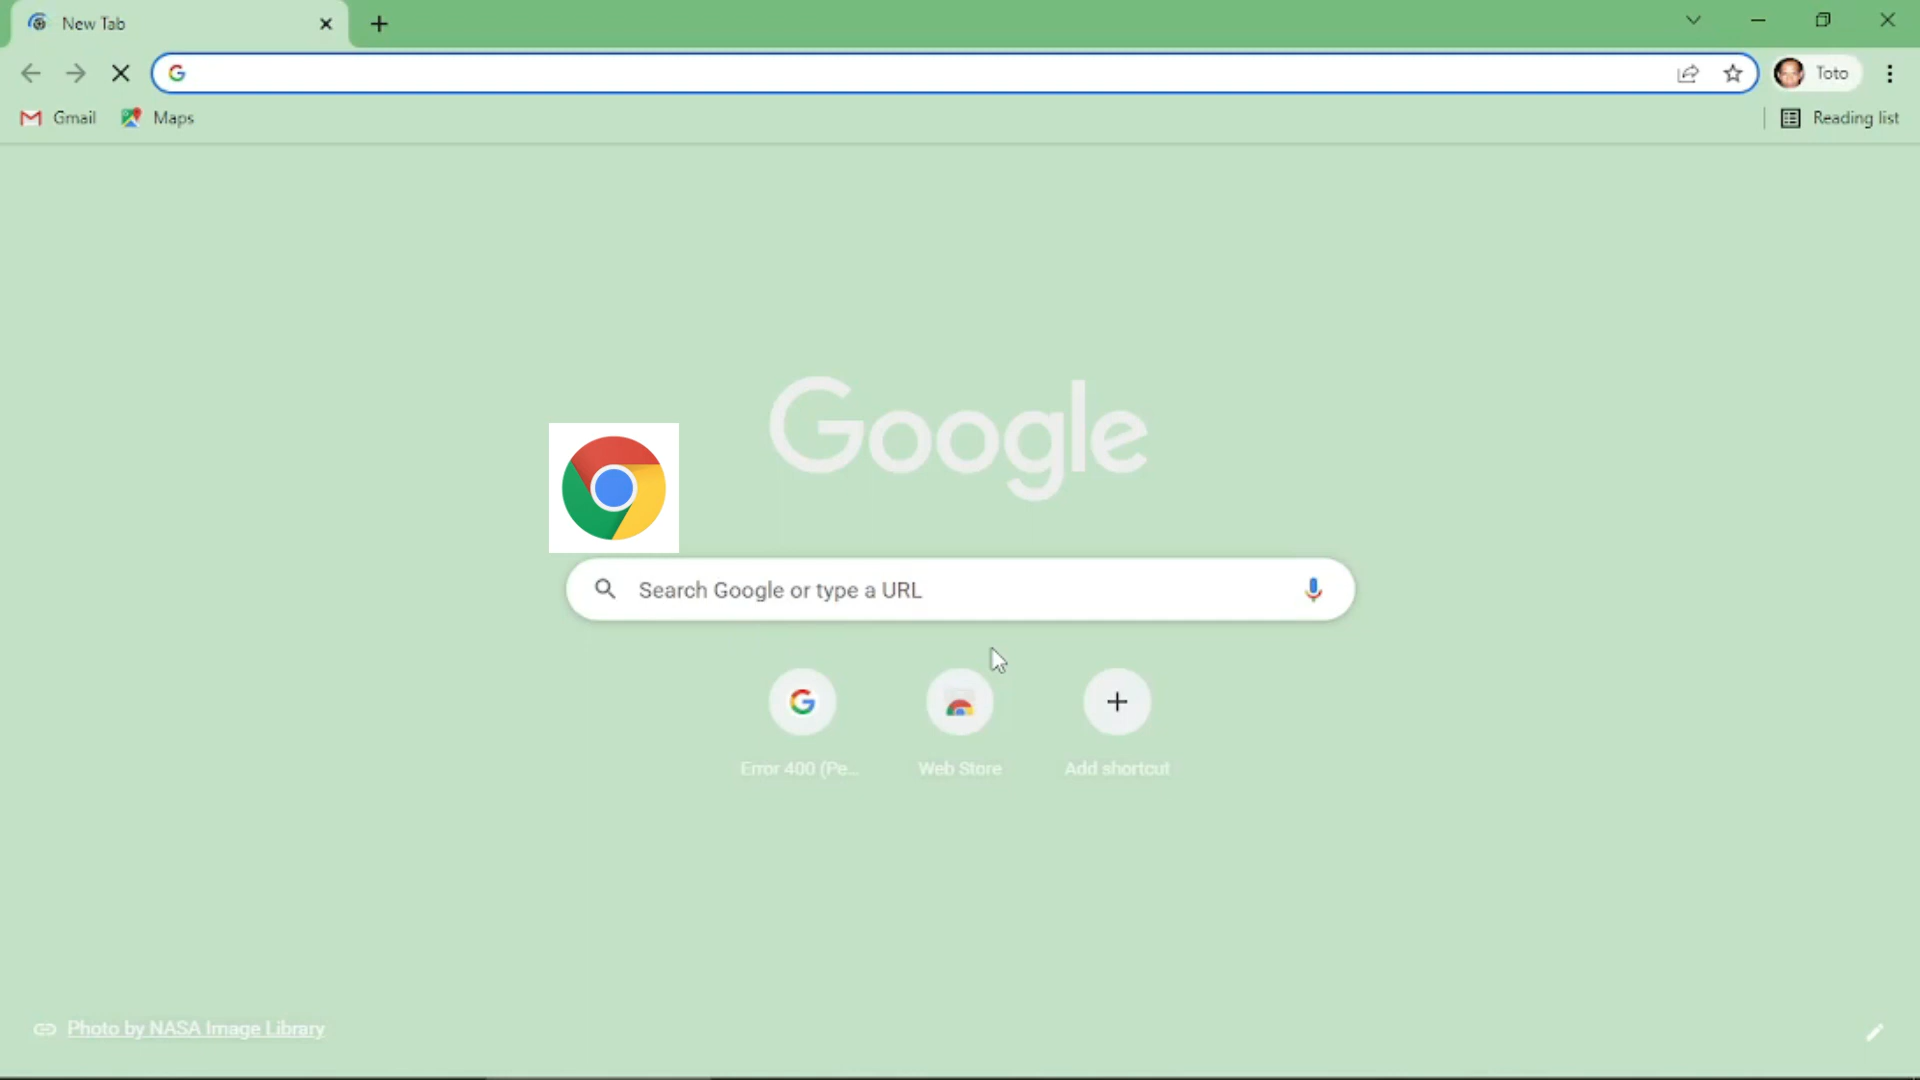 New Tab
Toto
Gmail
Maps
Reading list
Google
Search Google or type a URL
Error 400 (Pe...
Web Store
Add shortcut
Photo by NASA Image Library